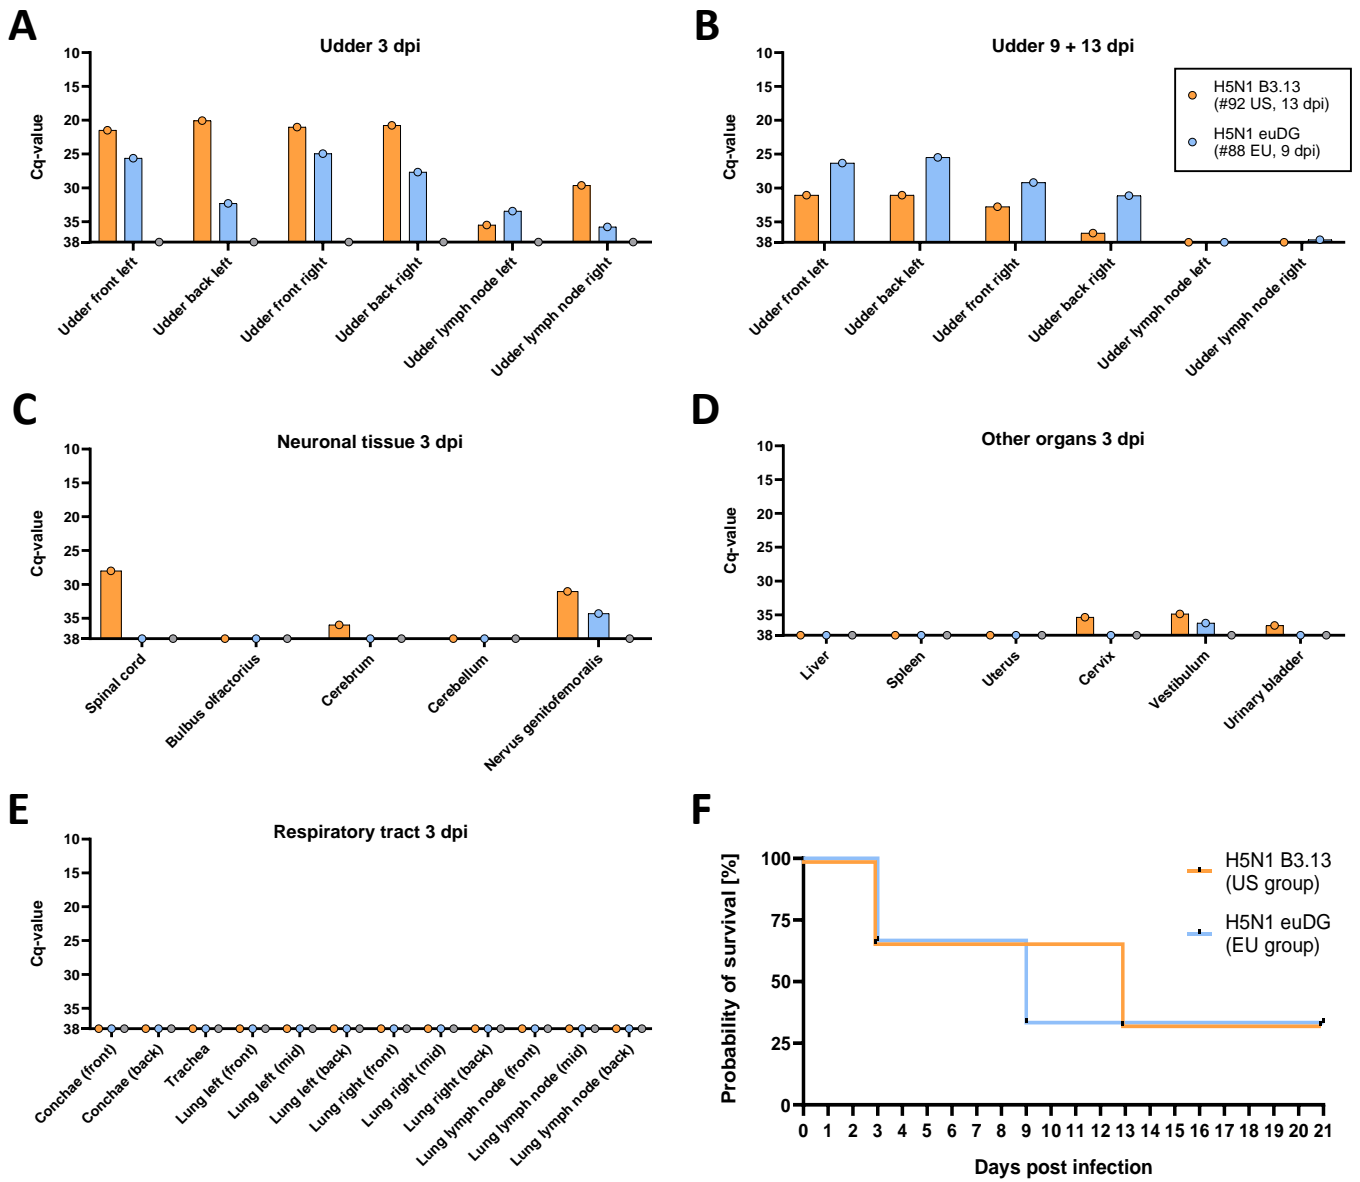 A
Udder 3 dpi
Cq-value
10
15
20
25
30
35
38
Udder front left
Udder back left
Udder front right
Udder back right
Udder lymph node left
Udder lymph node right
B
Udder 9 + 13 dpi
Cq-value
10
15
20
25
30
35
38
H5N1 B3.13
(#92 US, 13 dpi)
H5N1 euDG
(#88 EU, 9 dpi)
Udder front left
Udder back left
Udder front right
Udder back right
Udder lymph node left
Udder lymph node right
C
Neuronal tissue 3 dpi
Cq-value
10
15
20
25
30
35
38
Spinal cord
Bulbus olfactorius
Cerebrum
Cerebellum
Nervus genitofemoralis
D
Other organs 3 dpi
Cq-value
10
15
20
25
30
35
38
Liver
Spleen
Uterus
Cervix
Vestibulum
Urinary bladder
E
Respiratory tract 3 dpi
Cq-value
10
15
20
25
30
35
38
Conchae (front)
Conchae (back)
Trachea
Lung left (front)
Lung left (mid)
Lung left (back)
Lung right (front)
Lung right (mid)
Lung right (back)
Lung lymph node (front)
Lung lymph node (mid)
Lung lymph node (back)
F
Probability of survival [%]
100
75
50
25
0
H5N1 B3.13
(US group)
H5N1 euDG
(EU group)
0 1 2 3 4 5 6 7 8 9 10 11 12 13 14 15 16 17 18 19 20 21
Days post infection